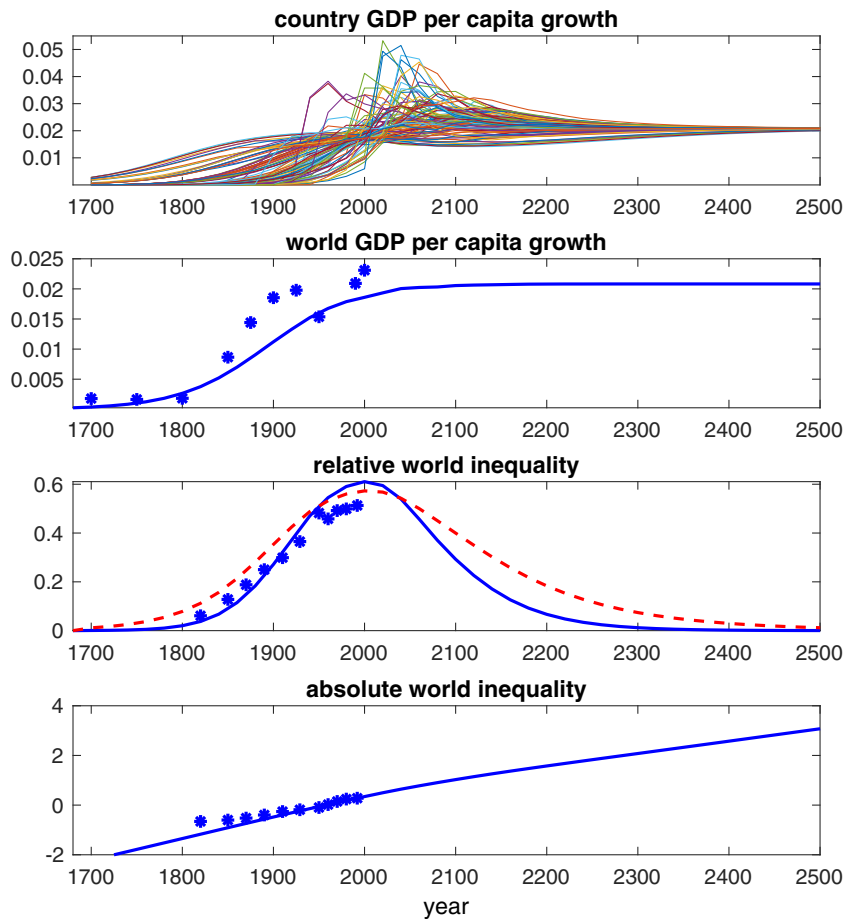 country GDP per capita growth
0.05
0.04
0.03
0.02
0.01
1700 1800 1900 2000 2100 2200 2300 2400 2500
world GDP per capita growth
0.025
0.02
0.015
0.01
0.005
1700 1800 1900 2000 2100 2200 2300 2400 2500
relative world inequality
0.6
0.4
0.2
0
1700 1800 1900 2000 2100 2200 2300 2400 2500
absolute world inequality
4
2
0
-2
1700 1800 1900 2000 2100 2200 2300 2400 2500
year